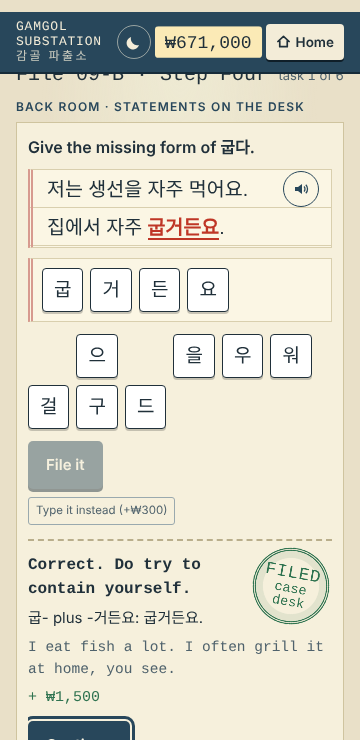 GAMGOL
SUBSTATION
감골 파출소
₩671,000
Home
File 09-B · Step Four task 1 of 6
BACK ROOM · STATEMENTS ON THE DESK
Give the missing form of 굽다.
저는 생선을 자주 먹어요.
집에서 자주 굽거든요.
굽 거 든 요
으 을 우 워
걸 구 드
File it
Type it instead (+₩300)
Correct. Do try to
contain yourself.
FILED
case
desk
굽- plus -거든요: 굽거든요.
I eat fish a lot. I often grill it
at home, you see.
+ ₩1,500